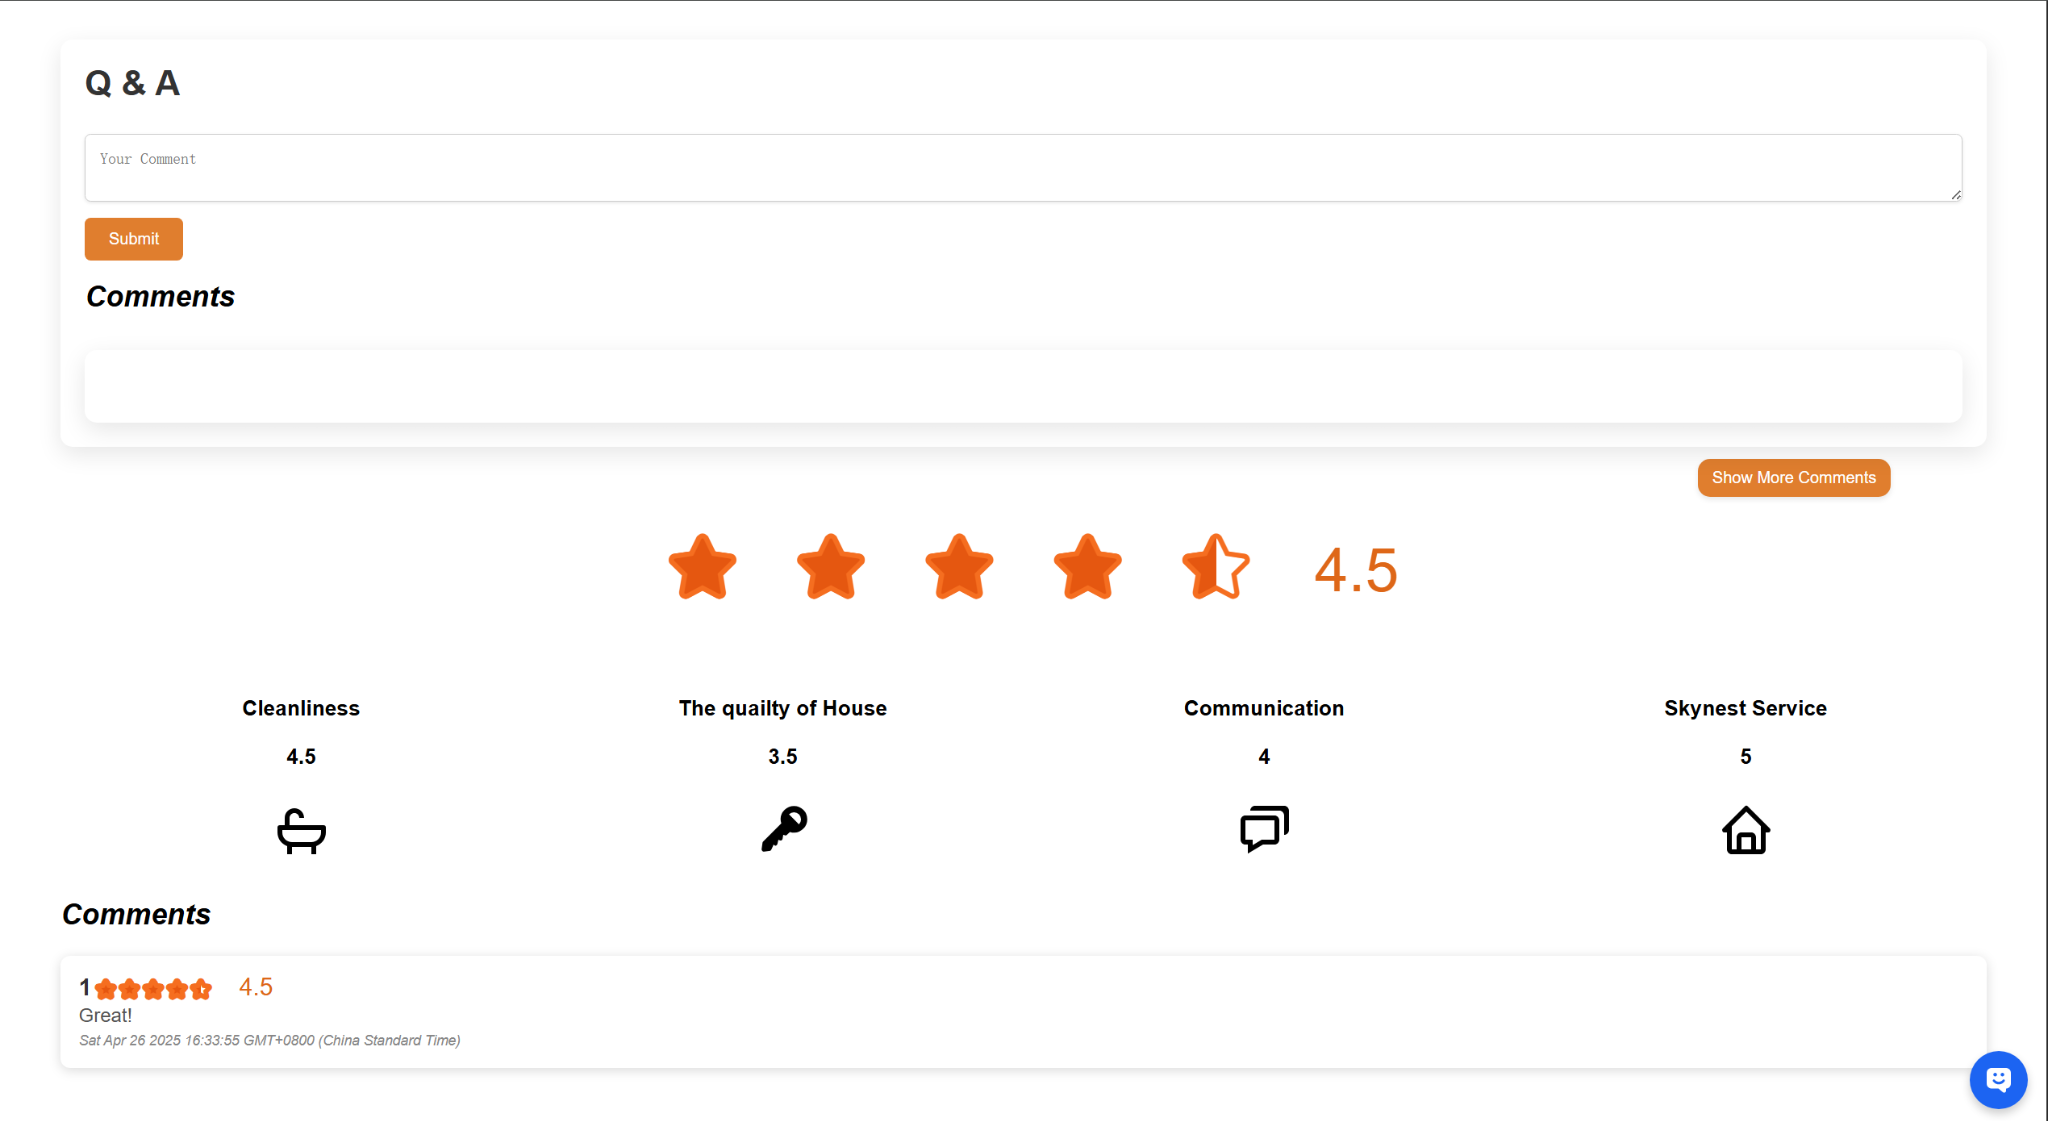 Q & A
Your Comment
Submit
Comments
Show More Comments
4.5
Cleanliness
4.5
The quailty of House
3.5
Communication
4
Skynest Service
5
Comments
1 4.5
Great!
Sat Apr 26 2025 16:33:55 GMT+0800 (China Standard Time)